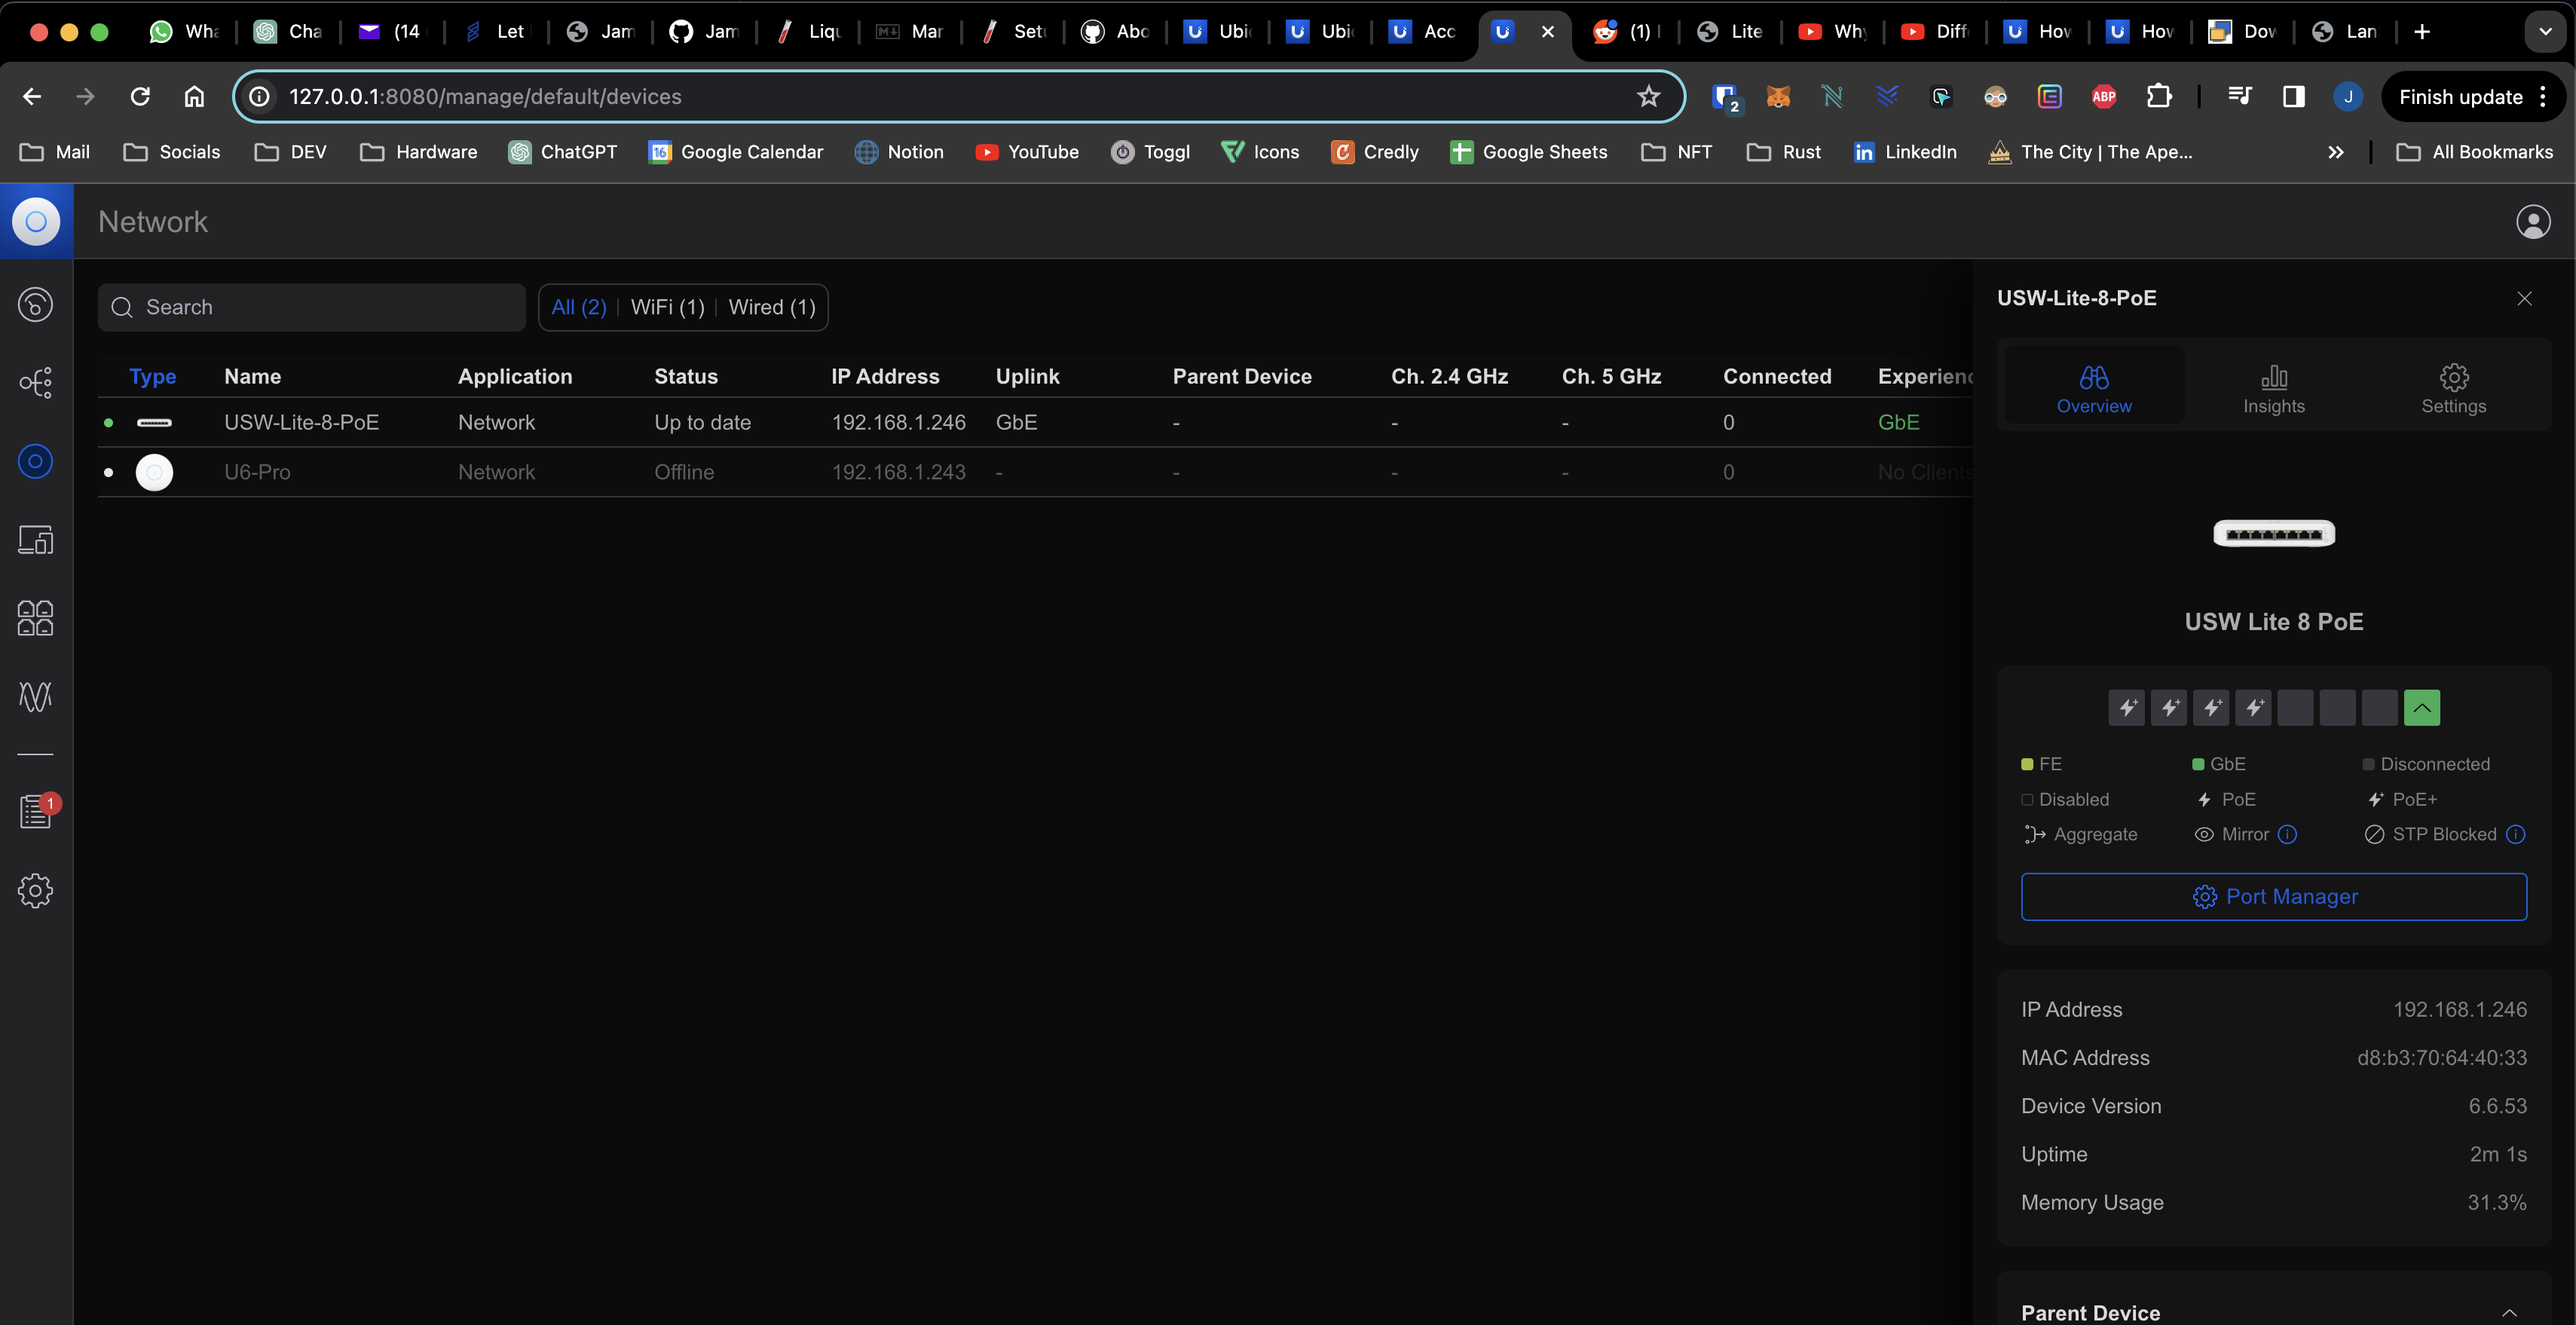 Wha
Cha
(14
Let
Jam
Jam
Liqu
Mar
Setu
Abo
Ubi
Ubi
Acc
(1)
Lite
Why
Diff
How
How
Dow
Lan
127.0.0.1:8080/manage/default/devices
2
ABP
J
Finish update
Mail
Socials
DEV
Hardware
ChatGPT
16
Google Calendar
Notion
YouTube
Toggl
Icons
Credly
Google Sheets
NFT
Rust
in
LinkedIn
The City | The Ape...
All Bookmarks
Network
Search
All (2) | WiFi (1) | Wired (1)
Type Name Application Status IP Address Uplink Parent Device Ch. 2.4 GHz Ch. 5 GHz Connected Experienc
USW-Lite-8-PoE Network Up to date 192.168.1.246 GbE - - - 0 GbE
U6-Pro Network Offline 192.168.1.243 - - - - 0 No Clients
1
USW-Lite-8-PoE
Overview
Insights
Settings
USW Lite 8 PoE
FE GbE Disconnected
Disabled PoE PoE+
Aggregate Mirror STP Blocked
Port Manager
IP Address 192.168.1.246
MAC Address d8:b3:70:64:40:33
Device Version 6.6.53
Uptime 2m 1s
Memory Usage 31.3%
Parent Device